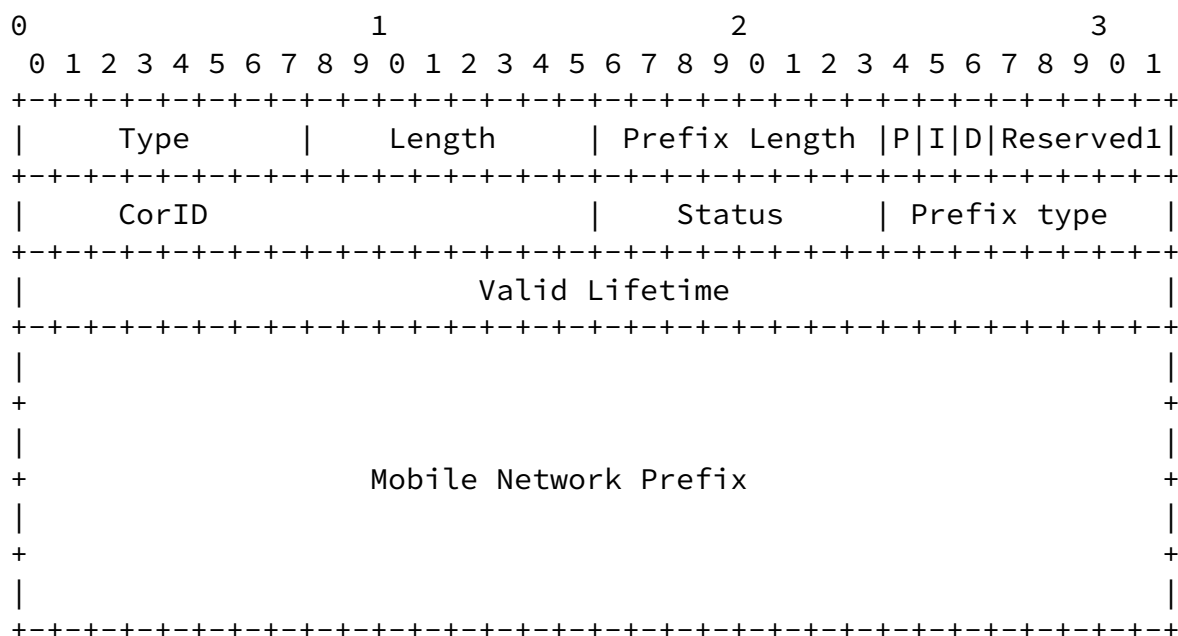 0                   1                   2                   3
 0 1 2 3 4 5 6 7 8 9 0 1 2 3 4 5 6 7 8 9 0 1 2 3 4 5 6 7 8 9 0 1
+-+-+-+-+-+-+-+-+-+-+-+-+-+-+-+-+-+-+-+-+-+-+-+-+-+-+-+-+-+-+-+-+
|     Type      |    Length     | Prefix Length |P|I|D|Reserved1|
+-+-+-+-+-+-+-+-+-+-+-+-+-+-+-+-+-+-+-+-+-+-+-+-+-+-+-+-+-+-+-+-+
|     CorID                     |    Status     | Prefix type   |
+-+-+-+-+-+-+-+-+-+-+-+-+-+-+-+-+-+-+-+-+-+-+-+-+-+-+-+-+-+-+-+-+
|                         Valid Lifetime                        |
+-+-+-+-+-+-+-+-+-+-+-+-+-+-+-+-+-+-+-+-+-+-+-+-+-+-+-+-+-+-+-+-+
|                                                               |
+                                                               +
|                                                               |
+                   Mobile Network Prefix                       +
|                                                               |
+                                                               +
|                                                               |
+-+-+-+-+-+-+-+-+-+-+-+-+-+-+-+-+-+-+-+-+-+-+-+-+-+-+-+-+-+-+-+-+